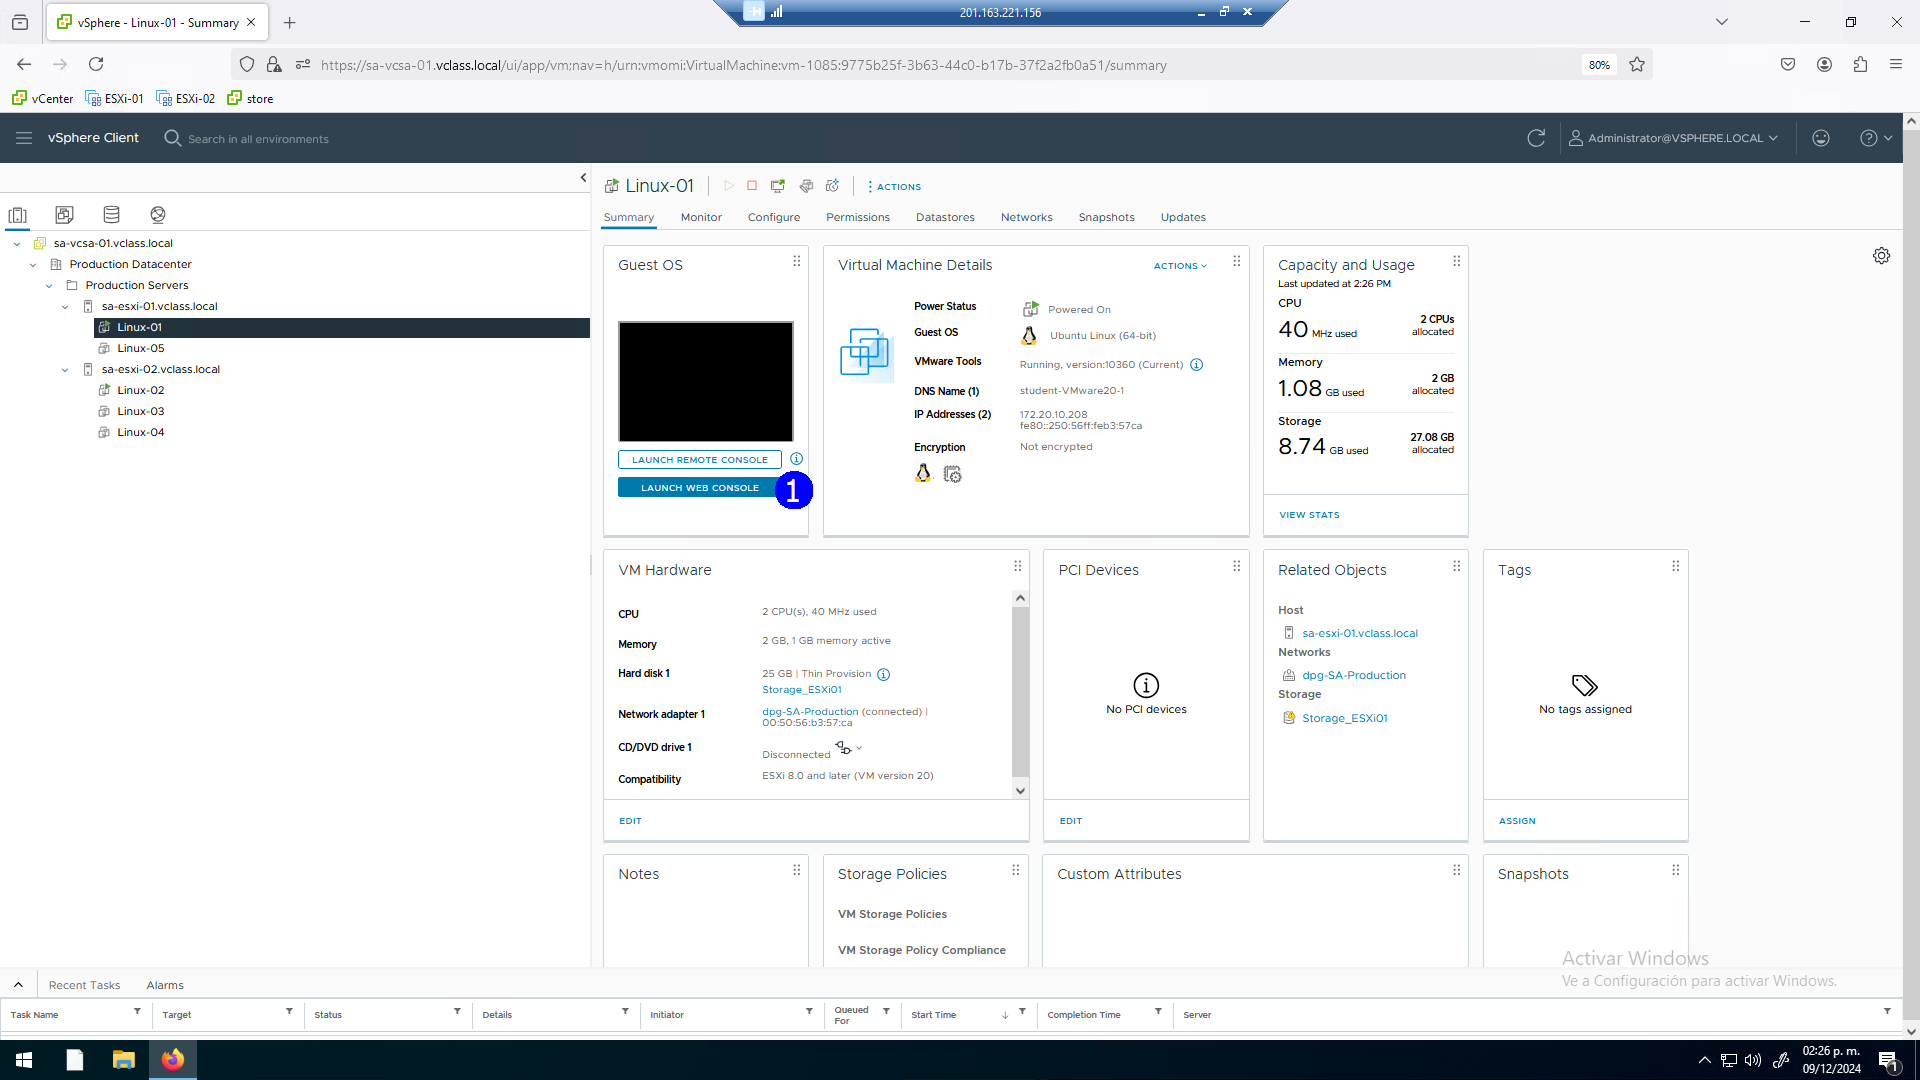 vSphere - Linux-01 - Summary
201.163.221.156
https://sa-vcsa-01.vclass.local/ui/app/vm;nav=h/urn:vmomi:VirtualMachine:vm-1085:9775b25f-3b63-44c0-b17b-37f2a2fb0a51/summary
80%
vCenter ESXi-01 ESXi-02 store
vSphere Client
Search in all environments
Administrator@VSPHERE.LOCAL
sa-vcsa-01.vclass.local
Production Datacenter
Production Servers
sa-esxi-01.vclass.local
Linux-01
Linux-05
sa-esxi-02.vclass.local
Linux-02
Linux-03
Linux-04
Linux-01
ACTIONS
Summary Monitor Configure Permissions Datastores Networks Snapshots Updates
Guest OS
LAUNCH REMOTE CONSOLE
LAUNCH WEB CONSOLE
1
Virtual Machine Details
ACTIONS
Power Status Powered On
Guest OS Ubuntu Linux (64-bit)
VMware Tools Running, version:10360 (Current)
DNS Name (1) student-VMware20-1
IP Addresses (2) 172.20.10.208
fe80::250:56ff:feb3:57ca
Encryption Not encrypted
Capacity and Usage
Last updated at 2:26 PM
CPU
40 MHz used
2 CPUs
allocated
Memory
1.08 GB used
2 GB
allocated
Storage
8.74 GB used
27.08 GB
allocated
VIEW STATS
VM Hardware
CPU 2 CPU(s), 40 MHz used
Memory 2 GB, 1 GB memory active
Hard disk 1 25 GB | Thin Provision
Storage_ESXi01
Network adapter 1 dpg-SA-Production (connected) |
00:50:56:b3:57:ca
CD/DVD drive 1 Disconnected
Compatibility ESXi 8.0 and later (VM version 20)
EDIT
PCI Devices
No PCI devices
EDIT
Related Objects
Host
sa-esxi-01.vclass.local
Networks
dpg-SA-Production
Storage
Storage_ESXi01
Tags
No tags assigned
ASSIGN
Notes
Storage Policies
VM Storage Policies
VM Storage Policy Compliance
Custom Attributes
Snapshots
Activar Windows
Ve a Configuración para activar Windows.
Recent Tasks Alarms
Task Name Target Status Details Initiator Queued For Start Time Completion Time Server
02:26 p. m.
09/12/2024
1